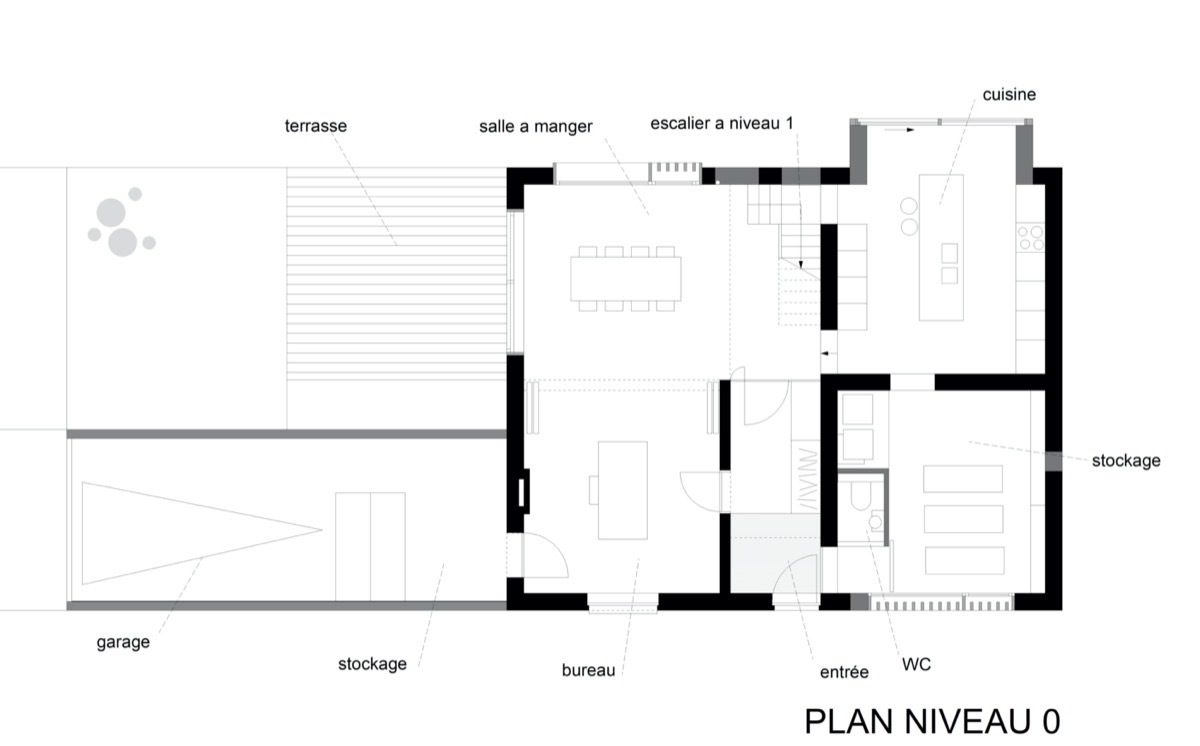 cuisine
terrasse
salle a manger
escalier a niveau 1
stockage
garage
stockage
bureau
entrée
WC
PLAN NIVEAU 0